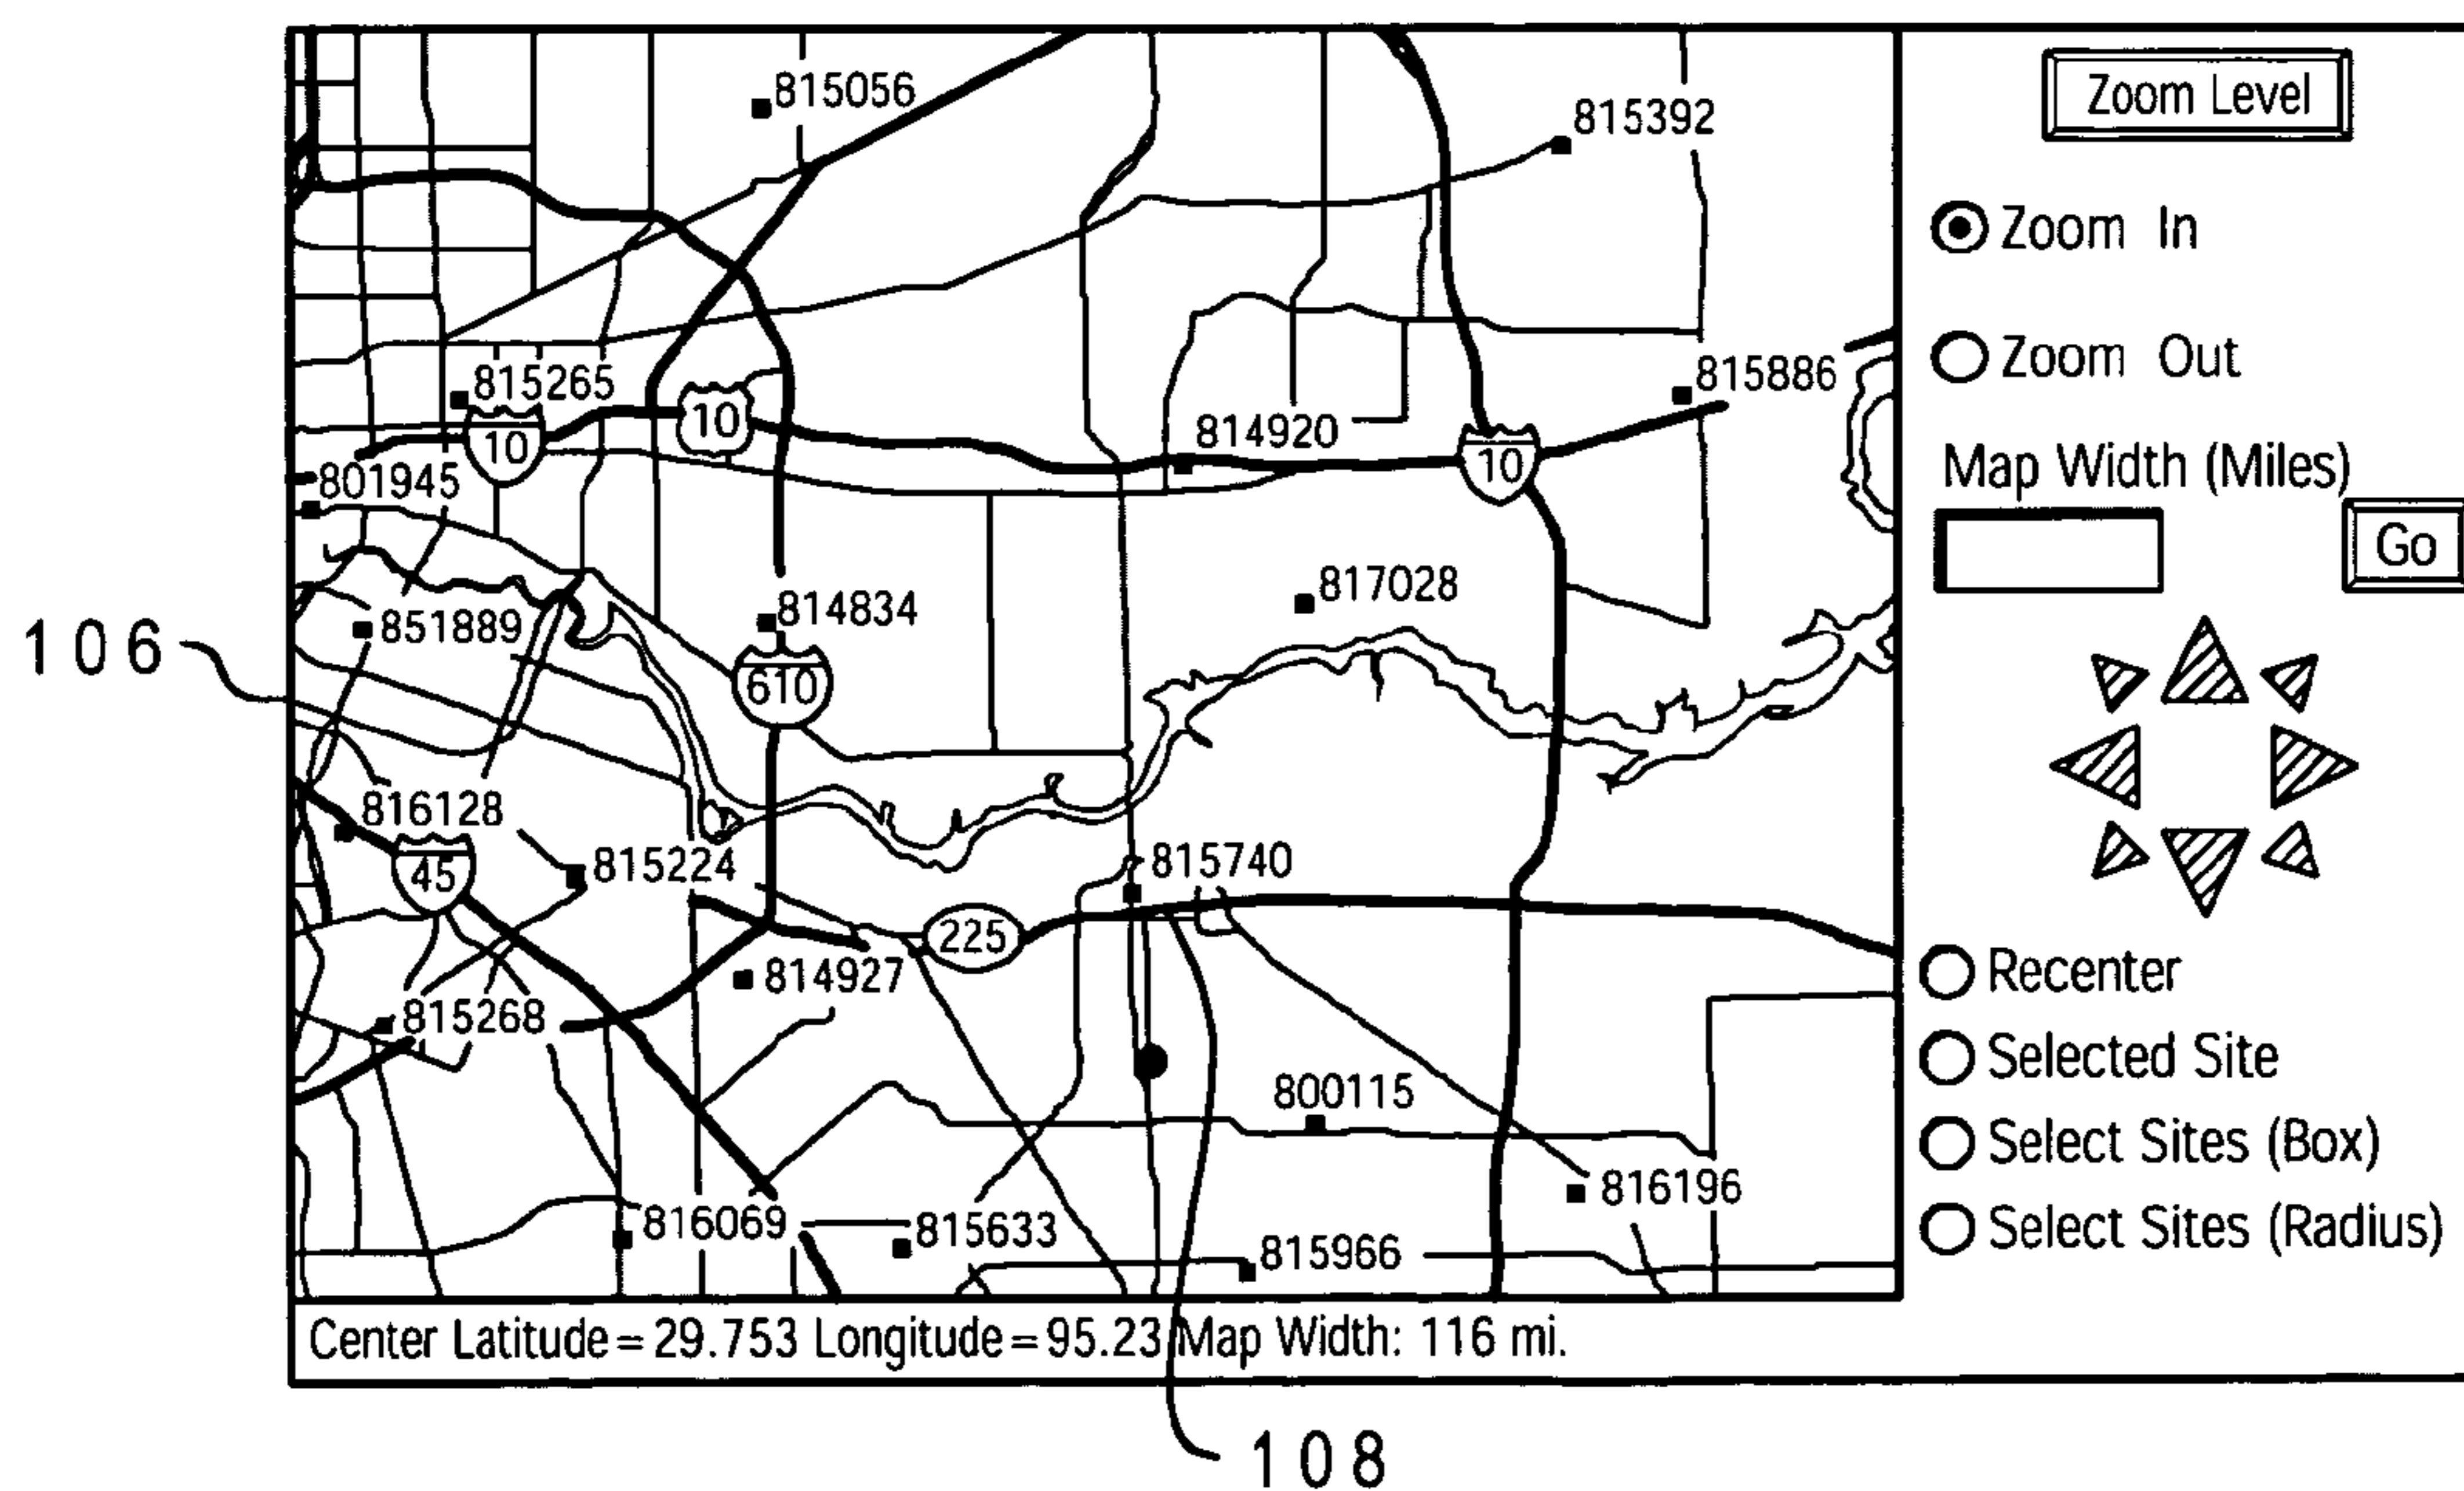 815056
815392
Zoom Level
Zoom In
Zoom Out
815265
815886
10
814920
10
10
Map Width (Miles)
801945
Go
817028
814834
851889
106
610
816128
815224
815740
45
225
814927
Recenter
815268
Selected Site
800115
Select Sites (Box)
816196
816069
815633
Select Sites (Radius)
815966
Center Latitude = 29.753 Longitude = 95.23 Map Width: 116 mi.
108